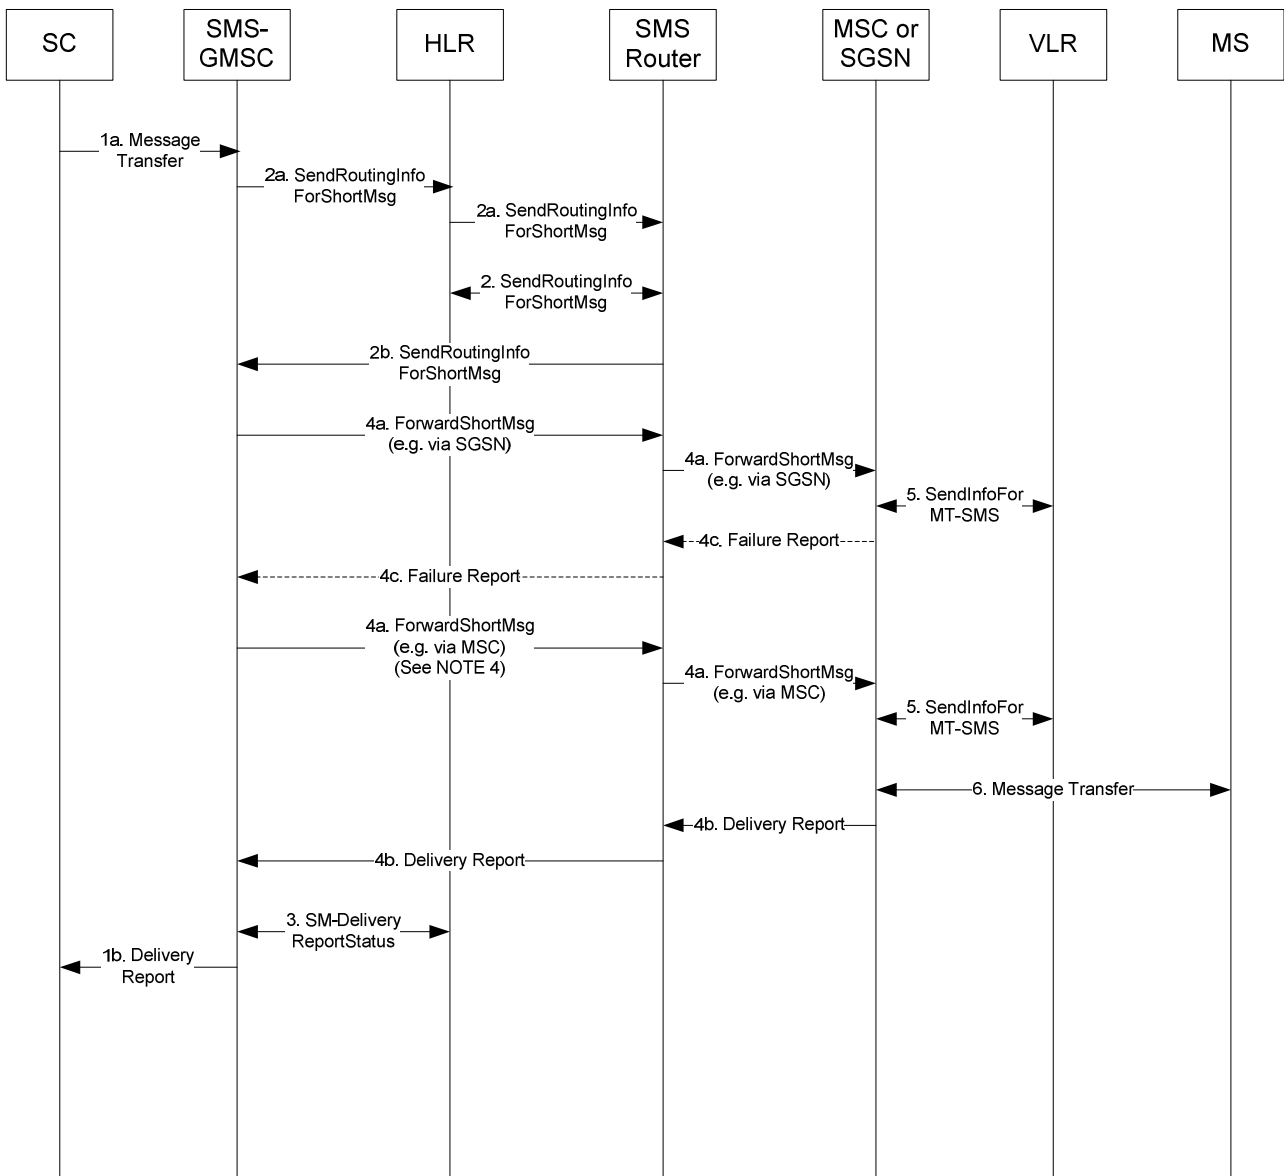 SC
SMS-
GMSC
HLR
SMS
Router
MSC or
SGSN
VLR
MS
1a. Message
Transfer
2a. SendRoutingInfo
ForShortMsg
2a. SendRoutingInfo
ForShortMsg
2. SendRoutingInfo
ForShortMsg
2b. SendRoutingInfo
ForShortMsg
4a. ForwardShortMsg
(e.g. via SGSN)
4a. ForwardShortMsg
(e.g. via SGSN)
5. SendInfoFor
MT-SMS
4c. Failure Report
4c. Failure Report
4a. ForwardShortMsg
(e.g. via MSC)
(See NOTE 4)
4a. ForwardShortMsg
(e.g. via MSC)
5. SendInfoFor
MT-SMS
6. Message Transfer
4b. Delivery Report
4b. Delivery Report
3. SM-Delivery
ReportStatus
1b. Delivery
Report